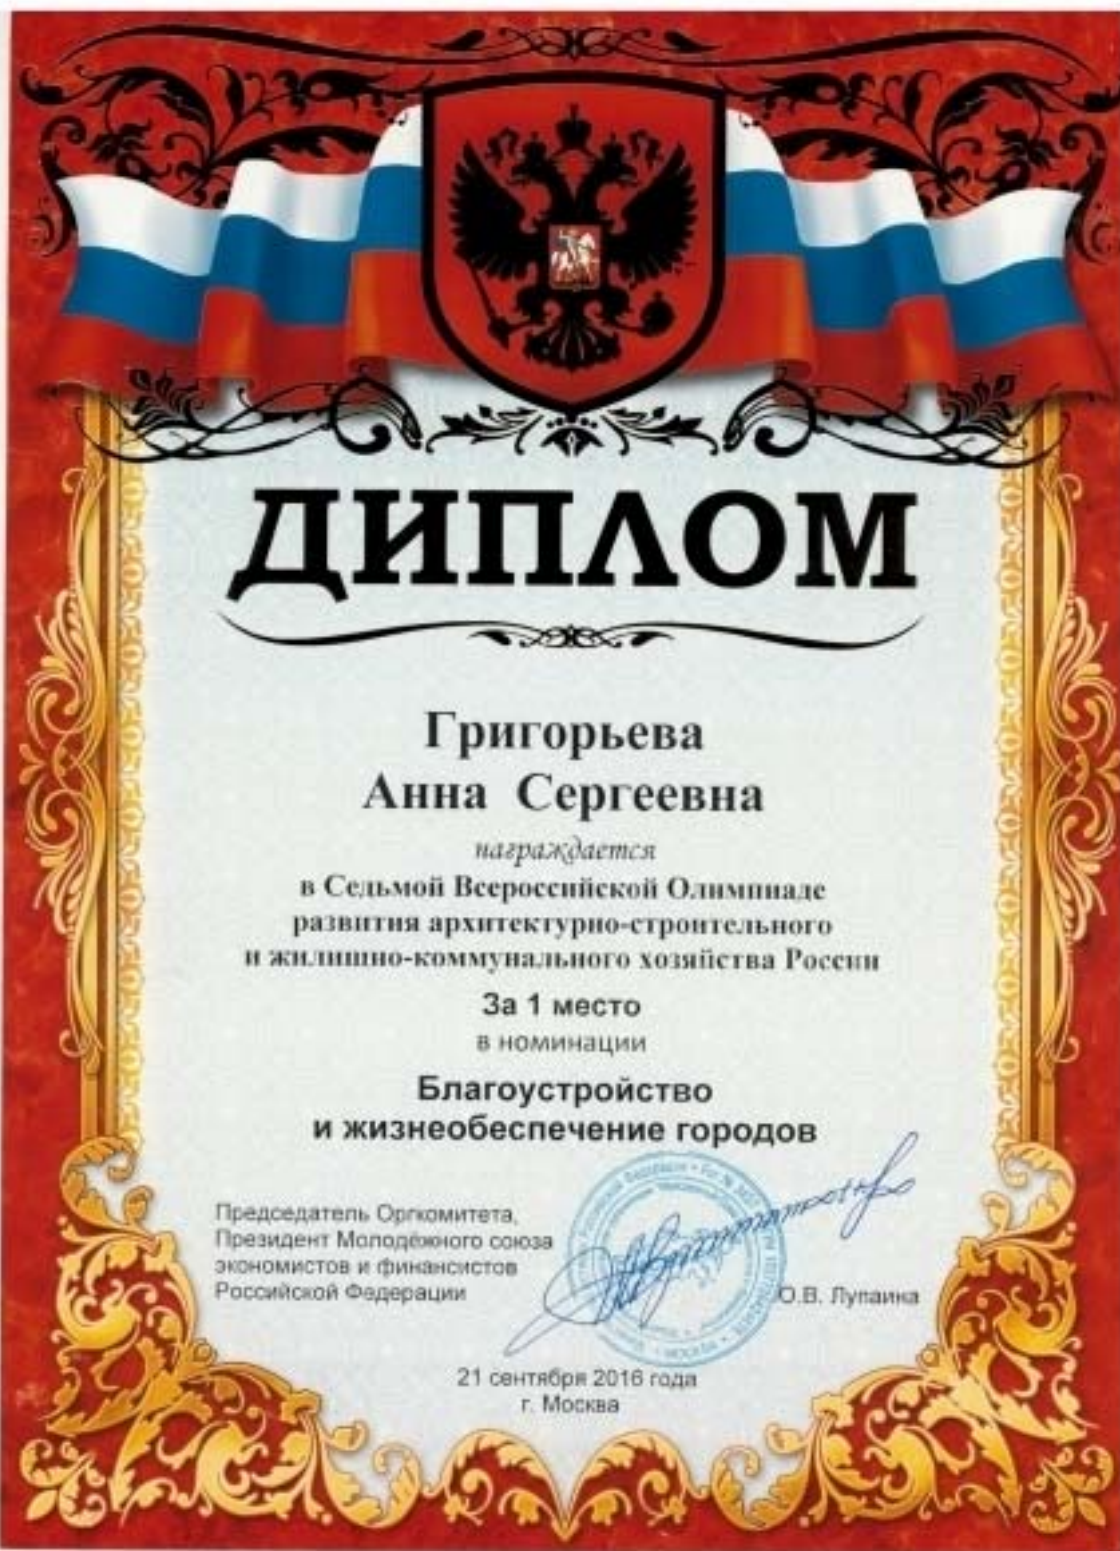 ДИПЛОМ
Григорьева
Анна Сергеевна
награждается
в Седьмой Всероссийской Олимпиаде
развития архитектурно-строительного
и жилищно-коммунального хозяйства России
За 1 место
в номинации
Благоустройство
и жизнеобеспечение городов
Председатель Оргкомитета,
Президент Молодёжного союза
экономистов и финансистов
Российской Федерации
О.В. Лупаина
21 сентября 2016 года
г. Москва